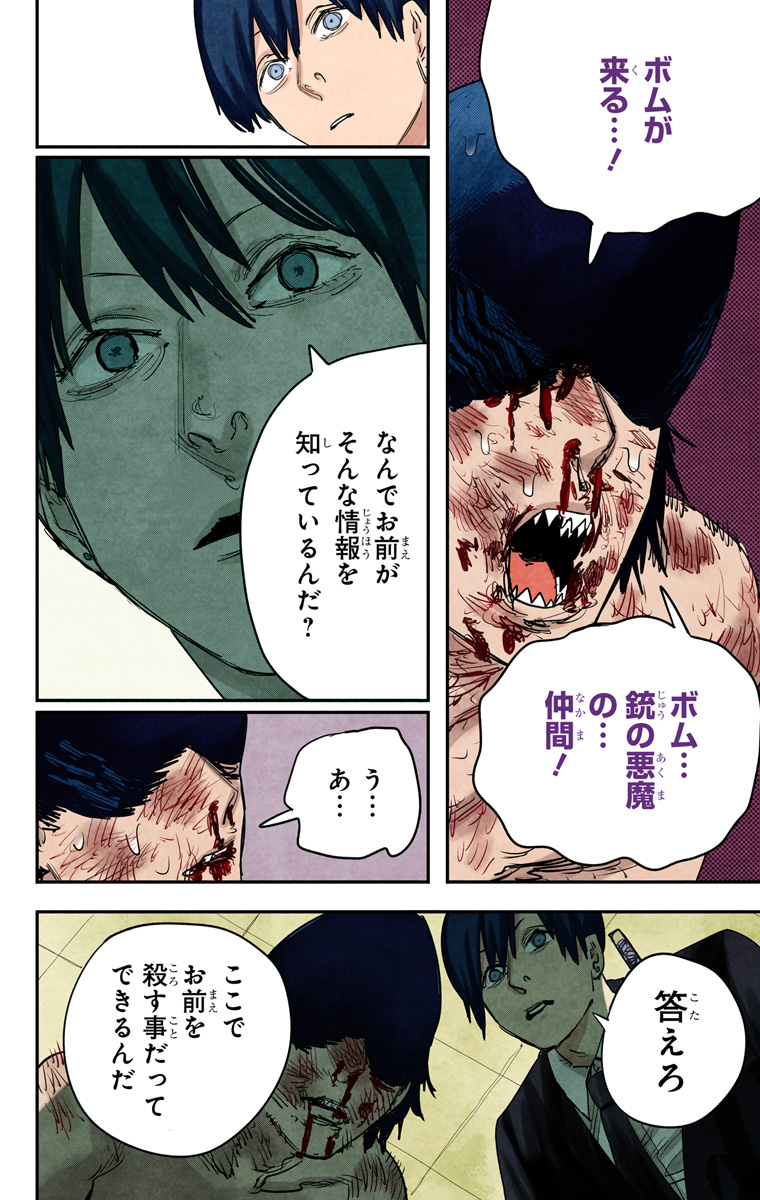 ボムが
来る…！
ボム…
銃の悪魔
の…
仲間！
なんでお前が
そんな情報を
知っているんだ？
う…
あ…
答えろ
ここで
お前を
殺す事だって
できるんだ